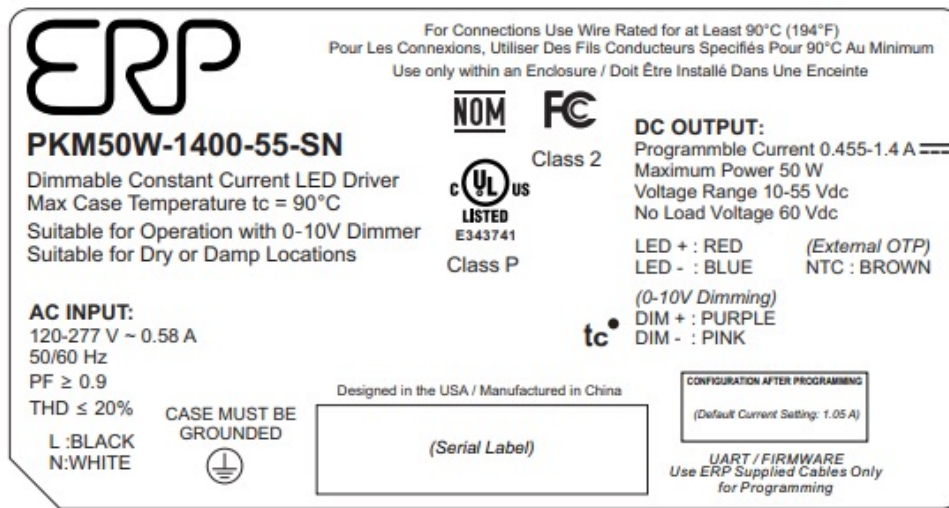 ERP
For Connections Use Wire Rated for at Least 90°C (194°F)
Pour Les Connexions, Utiliser Des Fils Conducteurs Specifiés Pour 90°C Au Minimum
Use only within an Enclosure / Doit Être Installé Dans Une Enceinte
PKM50W-1400-55-SN
Dimmable Constant Current LED Driver
Max Case Temperature tc = 90°C
Suitable for Operation with 0-10V Dimmer
Suitable for Dry or Damp Locations
NOM
FC
Class 2
C UL US
LISTED
E343741
Class P
DC OUTPUT:
Programmble Current 0.455-1.4 A
Maximum Power 50 W
Voltage Range 10-55 Vdc
No Load Voltage 60 Vdc
LED + : RED (External OTP)
LED - : BLUE NTC : BROWN
(0-10V Dimming)
DIM + : PURPLE
DIM - : PINK
tc
AC INPUT:
120-277 V ~ 0.58 A
50/60 Hz
PF ≥ 0.9
THD ≤ 20%
L :BLACK
N:WHITE
CASE MUST BE
GROUNDED
Designed in the USA / Manufactured in China
(Serial Label)
CONFIGURATION AFTER PROGRAMMING
(Default Current Setting: 1.05 A)
UART / FIRMWARE
Use ERP Supplied Cables Only
for Programming